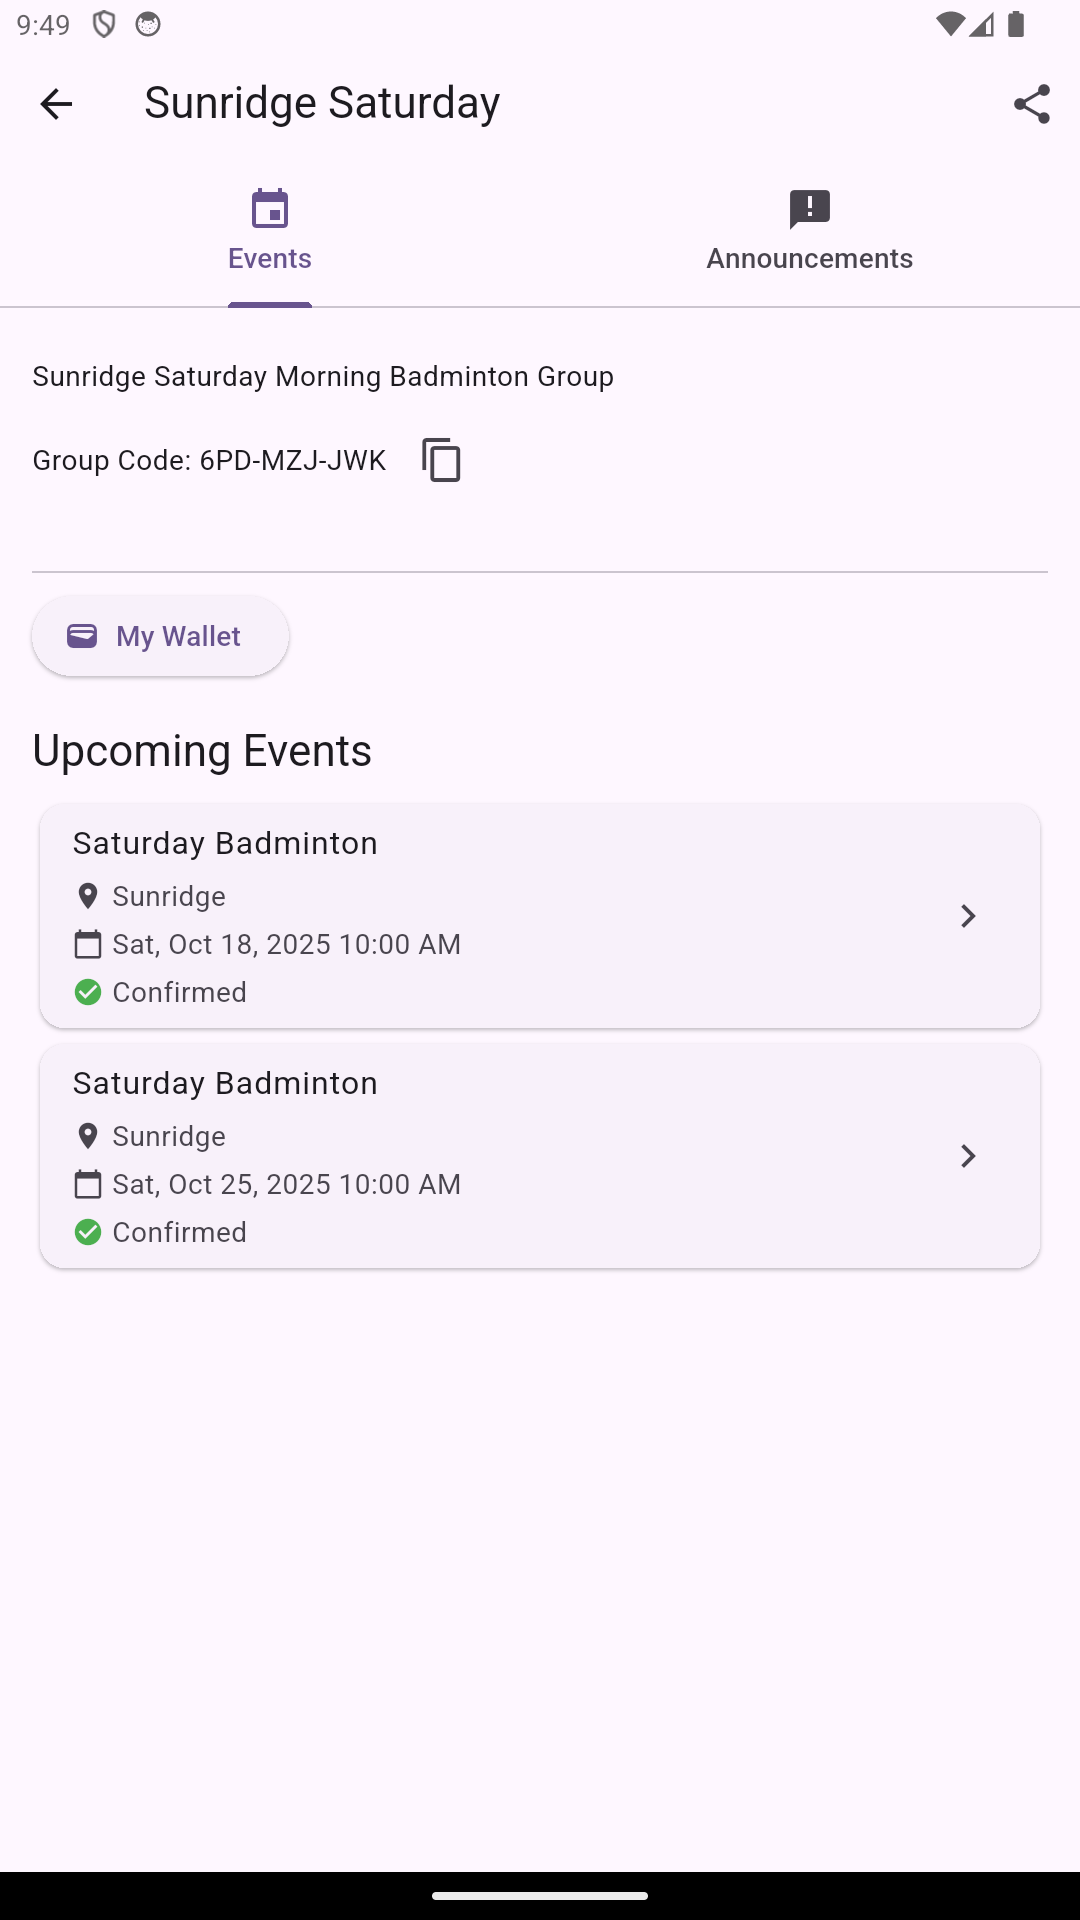 9:49
Sunridge Saturday
Events
Announcements
Sunridge Saturday Morning Badminton Group
Group Code: 6PD-MZJ-JWK
My Wallet
Upcoming Events
Saturday Badminton
Sunridge
Sat, Oct 18, 2025 10:00 AM
Confirmed
Saturday Badminton
Sunridge
Sat, Oct 25, 2025 10:00 AM
Confirmed